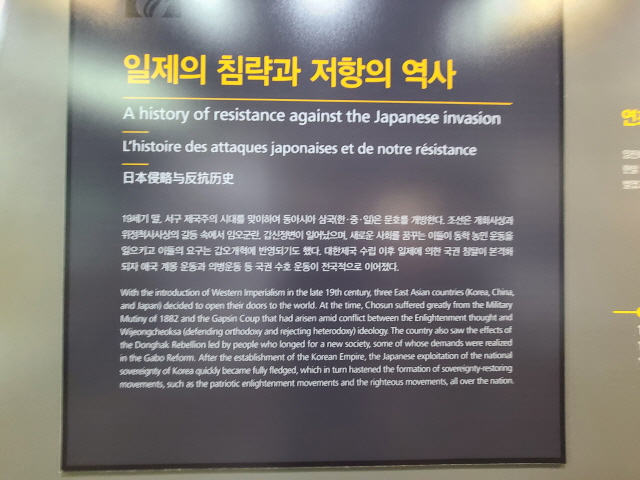 일제의 침략과 저항의 역사
A history of resistance against the Japanese invasion
L'histoire des attaques japonaises et de notre résistance
日本侵略与反抗历史
19세기 말, 서구 제국주의 시대를 맞이하여 동아시아 삼국(한·중·일)은 문호를 개방한다. 조선은 개화사상과
위정척사사상의 갈등 속에서 임오군란, 갑신정변이 일어났으며, 새로운 사회를 꿈꾸는 이들이 동학 농민 운동을
일으키고 이들의 요구는 갑오개혁에 반영되기도 했다. 대한제국 수립 이후 일제에 의한 국권 침탈이 본격화
되자 애국 계몽 운동과 의병운동 등 국권 수호 운동이 전국적으로 이어졌다.
With the introduction of Western Imperialism in the late 19th century, three East Asian countries (Korea, China,
and Japan) decided to open their doors to the world. At the time, Chosun suffered greatly from the Military
Mutiny of 1882 and the Gapsin Coup that had arisen amid conflict between the Enlightenment thought and
Wijeongcheoksa (defending orthodoxy and rejecting heterodoxy) ideology. The country also saw the effects of
the Donghak Rebellion led by people who longed for a new society, some of whose demands were realized
in the Gabo Reform. After the establishment of the Korean Empire, the Japanese exploitation of the national
sovereignty of Korea quickly became fully fledged, which in turn hastened the formation of sovereignty-restoring
movements, such as the patriotic enlightenment movements and the righteous movements, all over the nation.